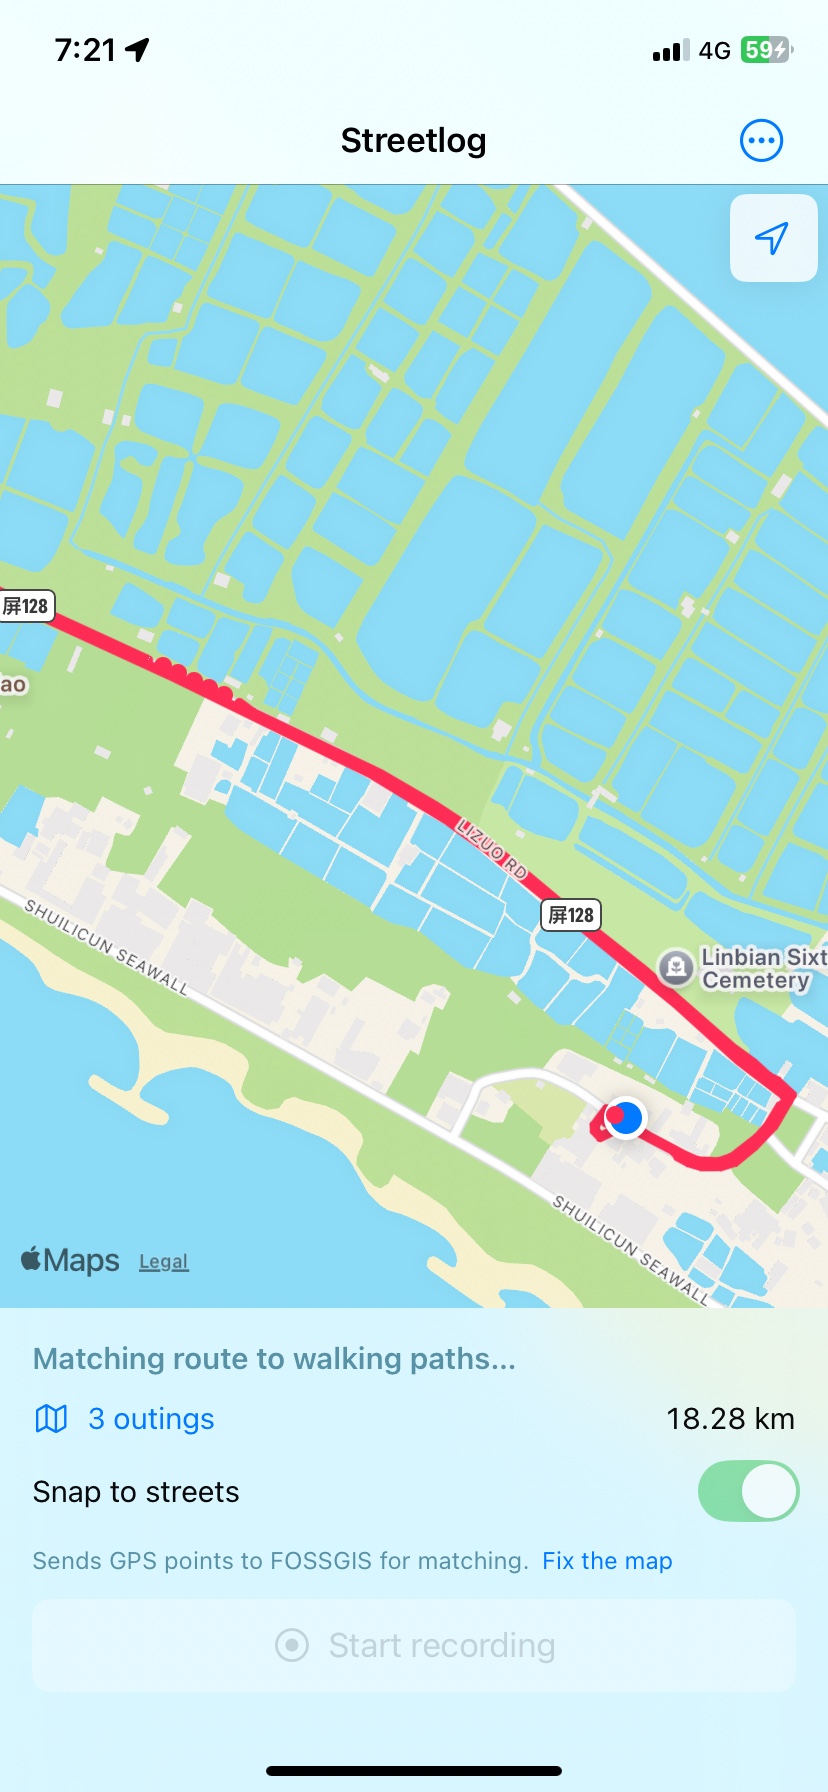 7:21
4G
59
Streetlog
屏128
ao
LIZUO RD
屏128
Linbian Sixt
Cemetery
SHUILICUN SEAWALL
SHUILICUN SEAWALL
Maps
Legal
Matching route to walking paths...
3 outings
18.28 km
Snap to streets
Sends GPS points to FOSSGIS for matching. Fix the map
Start recording